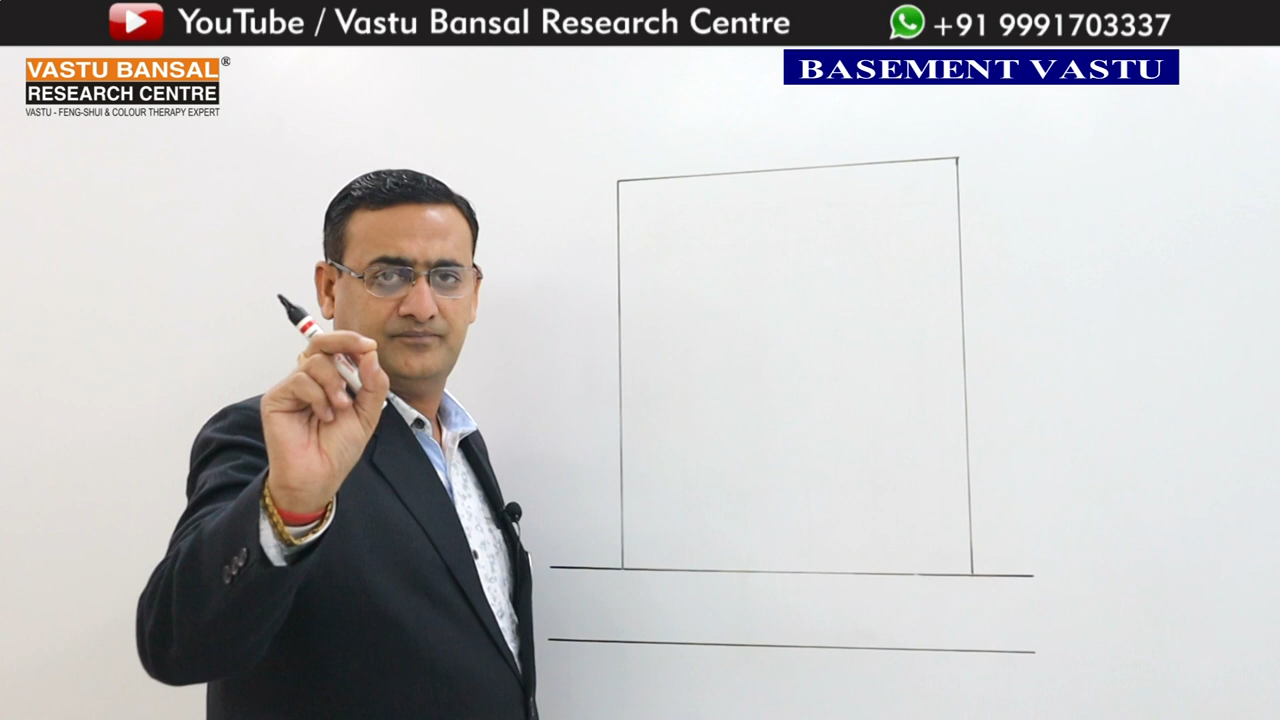 YouTube / Vastu Bansal Research Centre
+91 9991703337
VASTU BANSAL®
RESEARCH CENTRE
VASTU - FENG-SHUI & COLOUR THERAPY EXPERT
BASEMENT VASTU